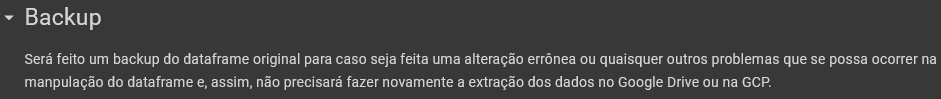 Backup
Será feito um backup do dataframe original para caso seja feita uma alteração errônea ou quaisquer outros problemas que se possa ocorrer na
manpulação do dataframe e, assim, não precisará fazer novamente a extração dos dados no Google Drive ou na GCP.